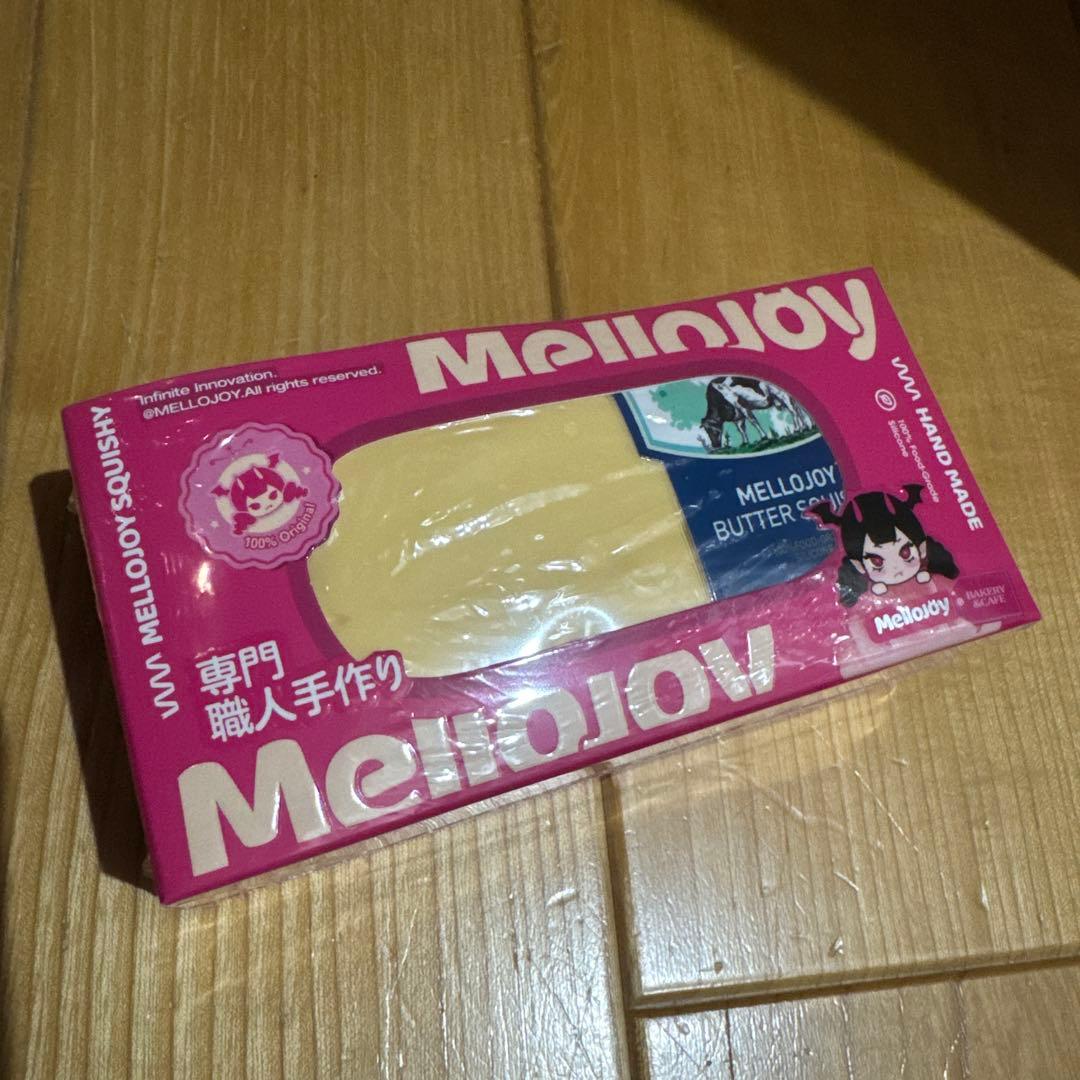 Mellojoy
Infinite Innovation.
@MELLOJOY.All rights reserved.
MELLOJOY SQUISHY
100% Original
MELLOJOY
BUTTER SQUIS
HAND MADE
100% Food-Grade
Silicone
Mellojoy
BAKERY
&CAFE
専門
職人手作り
Mellojoy